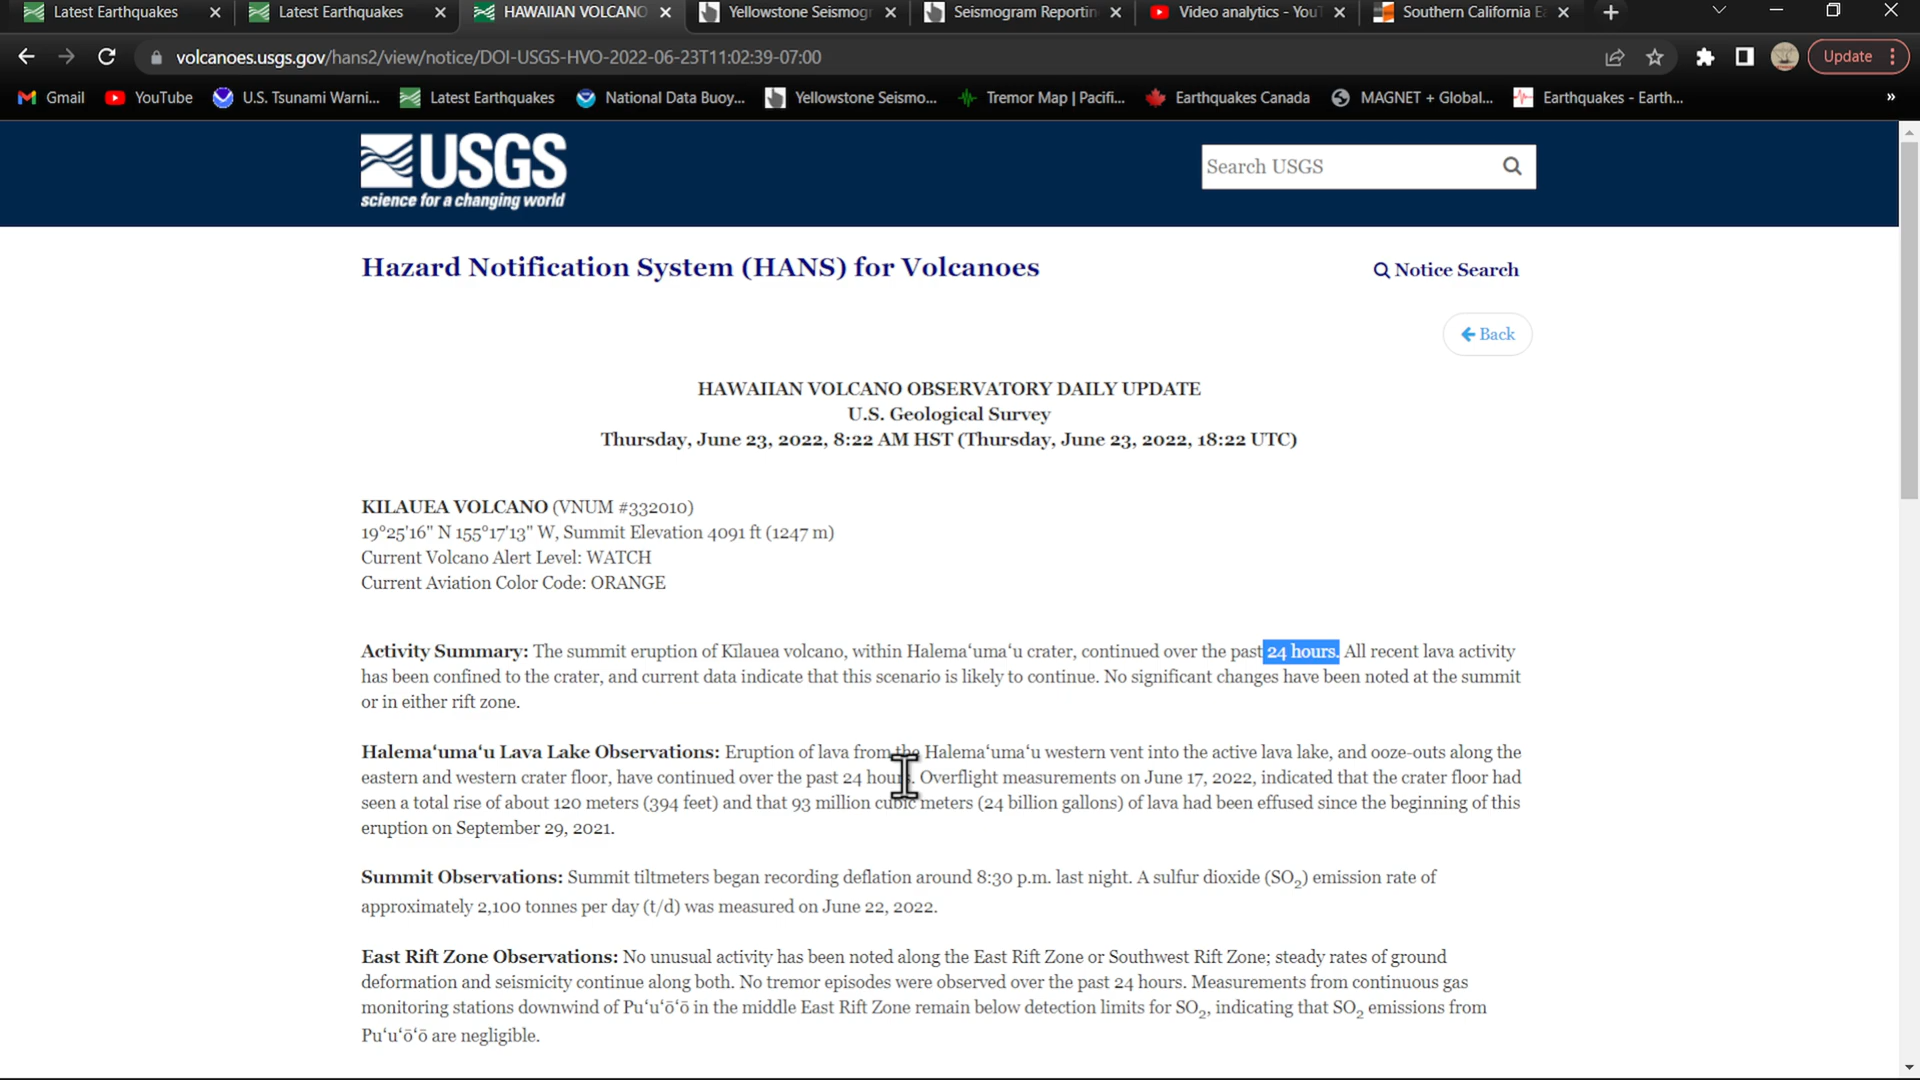 Latest Earthquakes
Latest Earthquakes
HAWAIIAN VOLCANO
Yellowstone Seismog
Seismogram Reportin
Video analytics - YouT
Southern California E
volcanoes.usgs.gov/hans2/view/notice/DOI-USGS-HVO-2022-06-23T11:02:39-07:00
Update
Gmail
YouTube
U.S. Tsunami Warni...
Latest Earthquakes
National Data Buoy...
Yellowstone Seismo...
Tremor Map | Pacifi...
Earthquakes Canada
MAGNET + Global...
Earthquakes - Earth...
»
USGS
science for a changing world
Search USGS
Hazard Notification System (HANS) for Volcanoes
Notice Search
Back
HAWAIIAN VOLCANO OBSERVATORY DAILY UPDATE
U.S. Geological Survey
Thursday, June 23, 2022, 8:22 AM HST (Thursday, June 23, 2022, 18:22 UTC)
KILAUEA VOLCANO (VNUM #332010)
19°25'16" N 155°17'13" W, Summit Elevation 4091 ft (1247 m)
Current Volcano Alert Level: WATCH
Current Aviation Color Code: ORANGE
Activity Summary: The summit eruption of Kīlauea volcano, within Halemaʻumaʻu crater, continued over the past 24 hours. All recent lava activity
has been confined to the crater, and current data indicate that this scenario is likely to continue. No significant changes have been noted at the summit
or in either rift zone.
Halemaʻumaʻu Lava Lake Observations: Eruption of lava from the Halemaʻumaʻu western vent into the active lava lake, and ooze-outs along the
eastern and western crater floor, have continued over the past 24 hours. Overflight measurements on June 17, 2022, indicated that the crater floor had
seen a total rise of about 120 meters (394 feet) and that 93 million cubic meters (24 billion gallons) of lava had been effused since the beginning of this
eruption on September 29, 2021.
Summit Observations: Summit tiltmeters began recording deflation around 8:30 p.m. last night. A sulfur dioxide (SO₂) emission rate of
approximately 2,100 tonnes per day (t/d) was measured on June 22, 2022.
East Rift Zone Observations: No unusual activity has been noted along the East Rift Zone or Southwest Rift Zone; steady rates of ground
deformation and seismicity continue along both. No tremor episodes were observed over the past 24 hours. Measurements from continuous gas
monitoring stations downwind of Puʻuʻōʻō in the middle East Rift Zone remain below detection limits for SO₂, indicating that SO₂ emissions from
Puʻuʻōʻō are negligible.